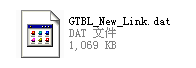 GTBL_New_Link.dat
DAT 文件
1,069 KB